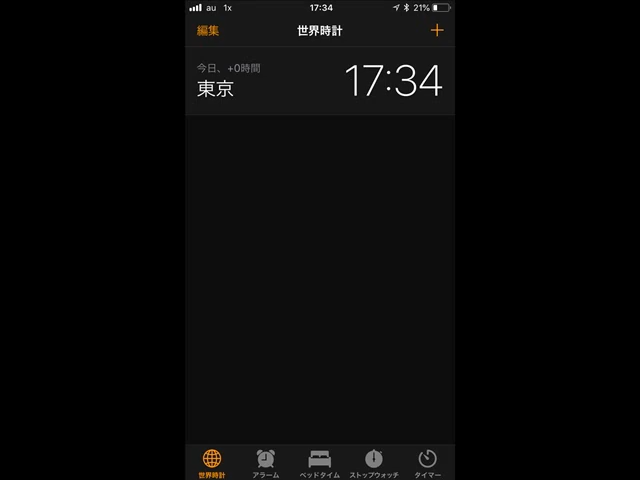 au 1x 17:34 21%
編集 世界時計 +
今日、+0時間
東京 17:34
世界時計 アラーム ベッドタイム ストップウォッチ タイマー